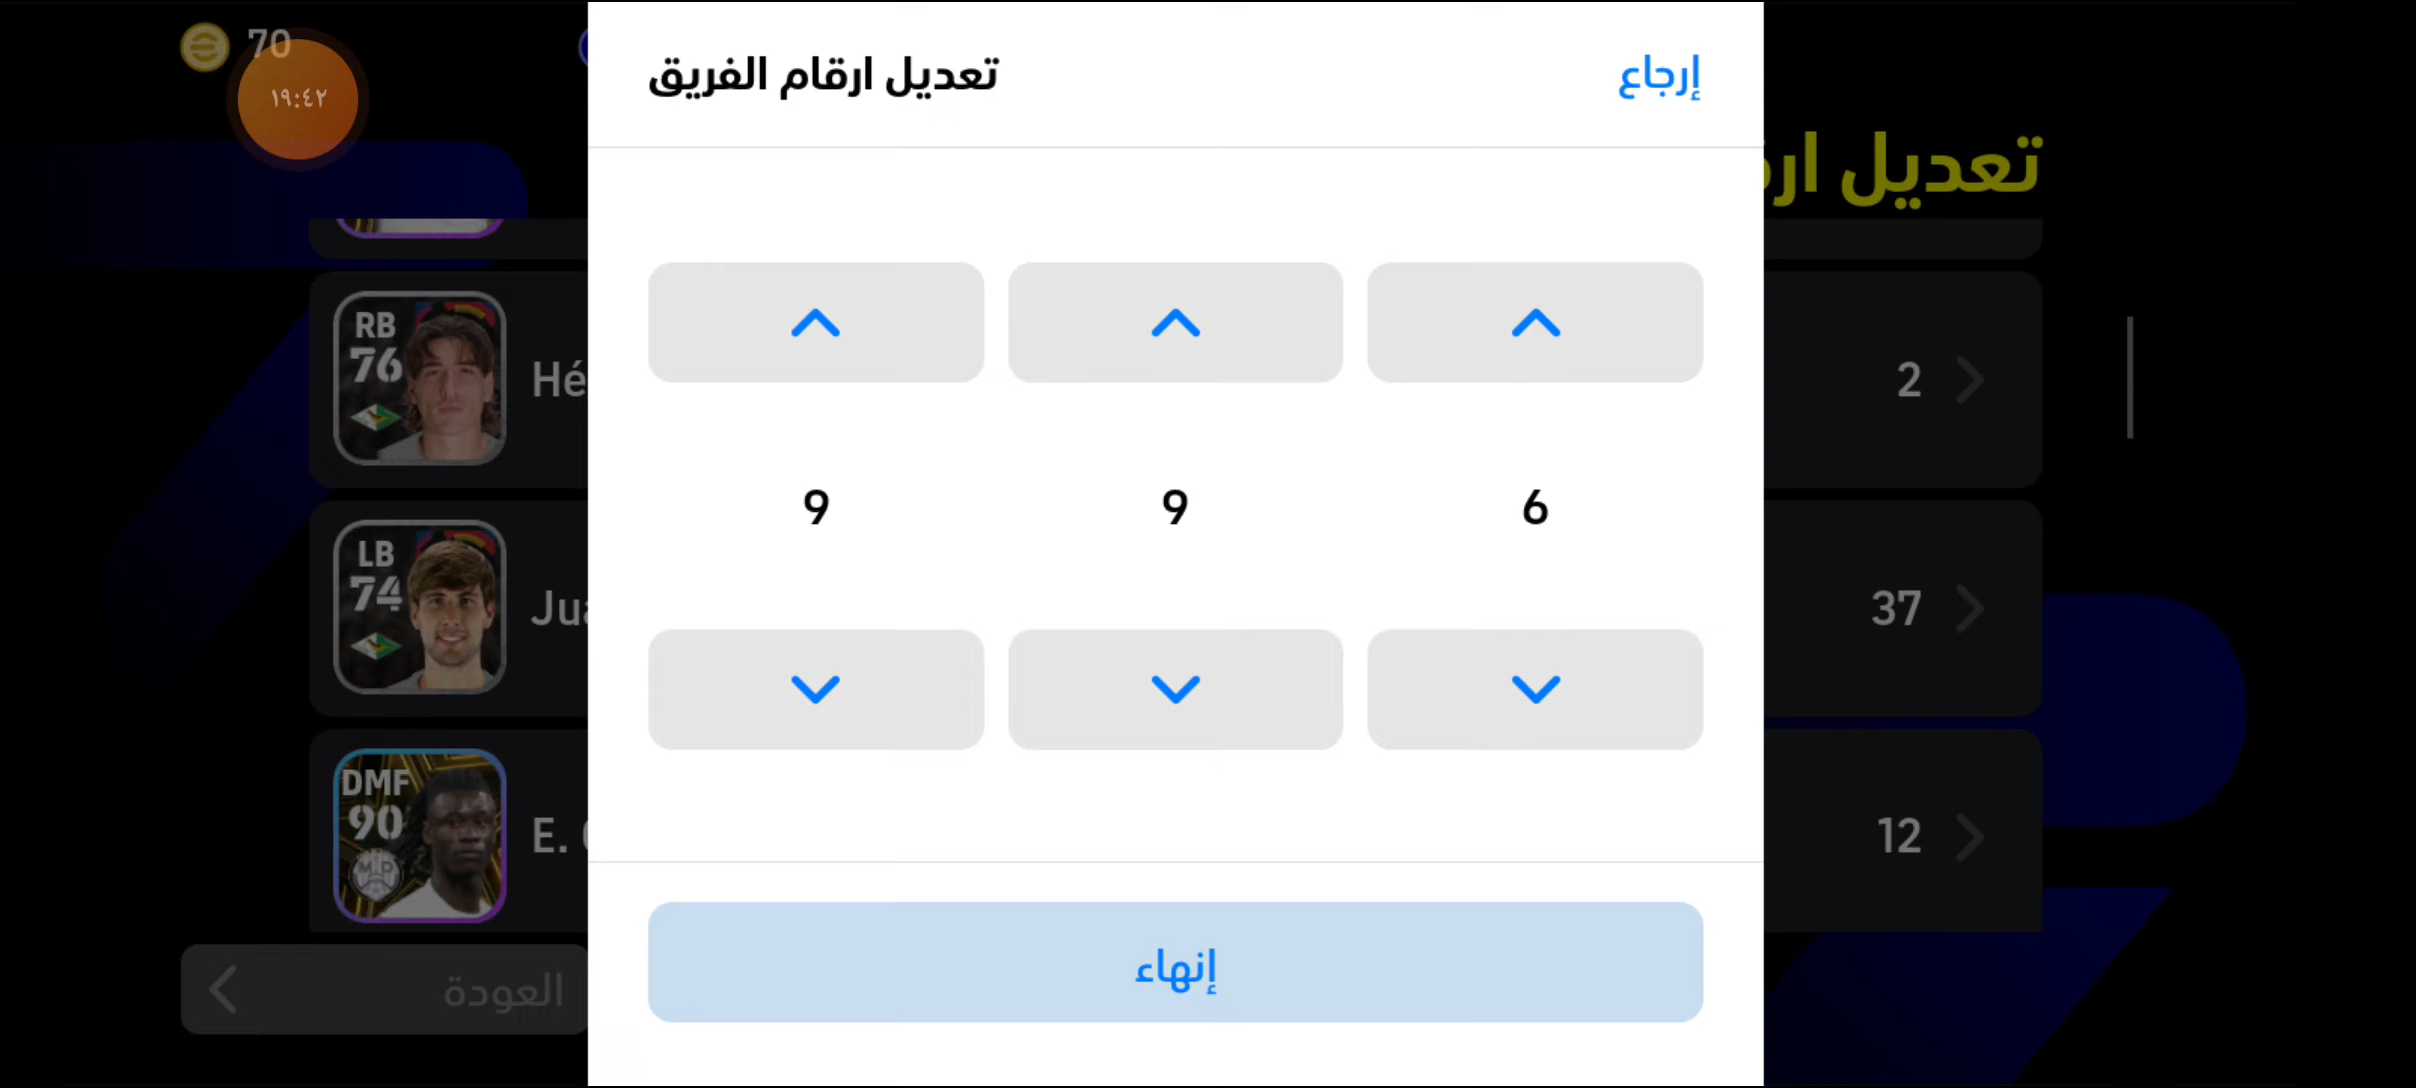 70
١٩:٤٢
تعديل ارقام الفريق
إرجاع
تعديل ار
RB
76
Hé
2
9 9 6
LB
74
Jua
37
DMF
90
E.
12
العودة
إنهاء